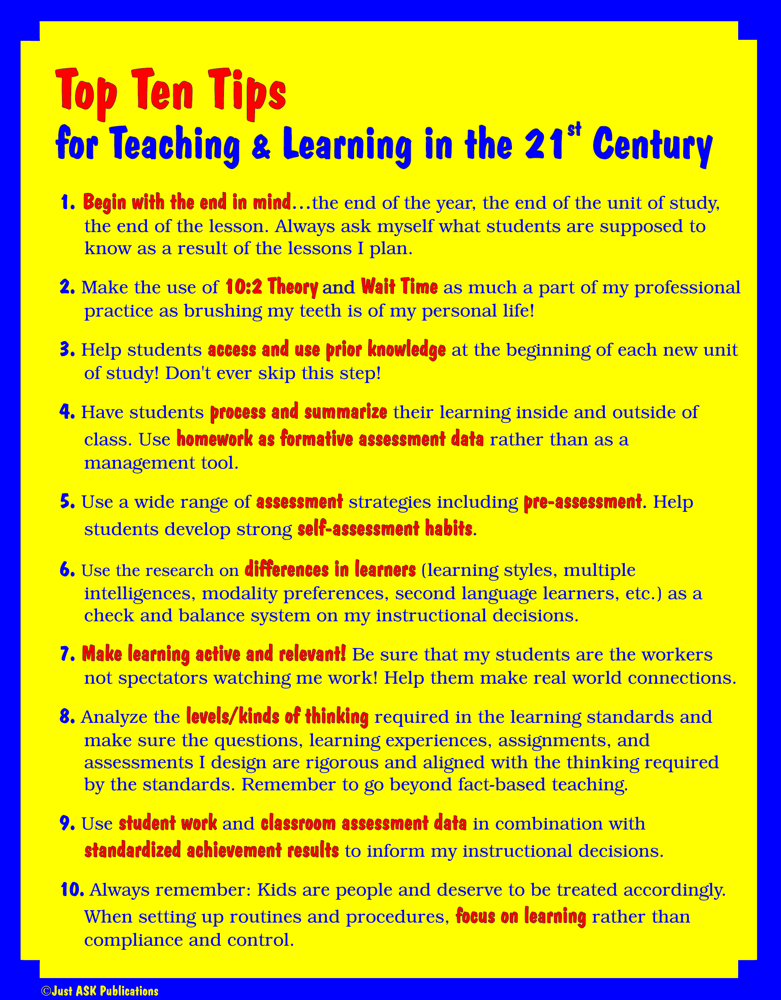 Top Ten Tips
for Teaching & Learning in the 21st Century
1. Begin with the end in mind...the end of the year, the end of the unit of study,
the end of the lesson. Always ask myself what students are supposed to
know as a result of the lessons I plan.
2. Make the use of 10:2 Theory and Wait Time as much a part of my professional
practice as brushing my teeth is of my personal life!
3. Help students access and use prior knowledge at the beginning of each new unit
of study! Don't ever skip this step!
4. Have students process and summarize their learning inside and outside of
class. Use homework as formative assessment data rather than as a
management tool.
5. Use a wide range of assessment strategies including pre-assessment. Help
students develop strong self-assessment habits.
6. Use the research on differences in learners (learning styles, multiple
intelligences, modality preferences, second language learners, etc.) as a
check and balance system on my instructional decisions.
7. Make learning active and relevant! Be sure that my students are the workers
not spectators watching me work! Help them make real world connections.
8. Analyze the levels/kinds of thinking required in the learning standards and
make sure the questions, learning experiences, assignments, and
assessments I design are rigorous and aligned with the thinking required
by the standards. Remember to go beyond fact-based teaching.
9. Use student work and classroom assessment data in combination with
standardized achievement results to inform my instructional decisions.
10. Always remember: Kids are people and deserve to be treated accordingly.
When setting up routines and procedures, focus on learning rather than
compliance and control.
©Just ASK Publications